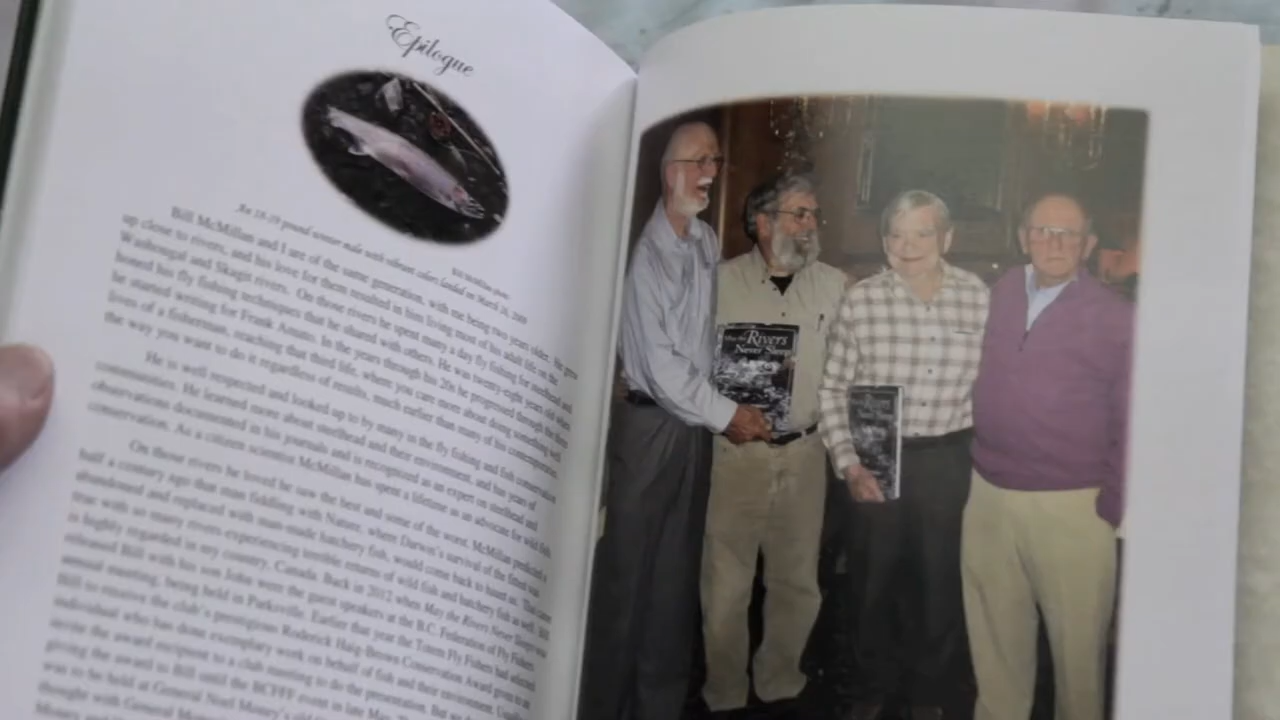 Epilogue
Bill McMillan photo
An 18-19 pound winter male with vibrant colors landed on March 26, 2009
Bill McMillan and I are of the same generation, with me being two years older. He grew
up close to rivers, and his love for them resulted in him living most of his adult life on the
Washougal and Skagit rivers. On those rivers he spent many a day fly fishing for steelhead and
honed his fly fishing techniques that he shared with others. He was twenty-eight years old when
he started writing for Frank Amato. In the years through his 20s he progressed through the three
lives of a fisherman, reaching that third life, where you care more about doing something well
the way you want to do it regardless of results, much earlier than many of his contemporaries.
He is well respected and looked up to by many in the fly fishing and fish conservation
communities. He learned more about steelhead and their environment, and his years of
observations documented in his journals and is recognized as an expert on steelhead and
conservation. As a citizen scientist McMillan has spent a lifetime as an advocate for wild fish
On those rivers he loved he saw the best and some of the worst. McMillan predicted a
half a century ago that man fiddling with Nature, where Darwin's survival of the fittest was
abandoned and replaced with man-made hatchery fish, would come back to haunt us. This came
true with so many rivers experiencing terrible returns of wild fish and hatchery fish as well. Bill
is highly regarded in my country, Canada. Back in 2012 when May the Rivers Never Sleep was
released Bill with his son John were the guest speakers at the B.C. Federation of Fly Fishers
annual meeting, being held in Parksville. Earlier that year the Totem Fly Fishers had selected
Bill to receive the club's prestigious Roderick Haig-Brown Conservation Award given to an
individual who has done exemplary work on behalf of fish and their environment. Usually
invite the award recipient to a club meeting to do the presentation. But
giving the award to Bill until the BCFFF event in late May.
was to be held at General Noel Money's old
thought with General
Money
May the Rivers
Never Sleep
Rivers